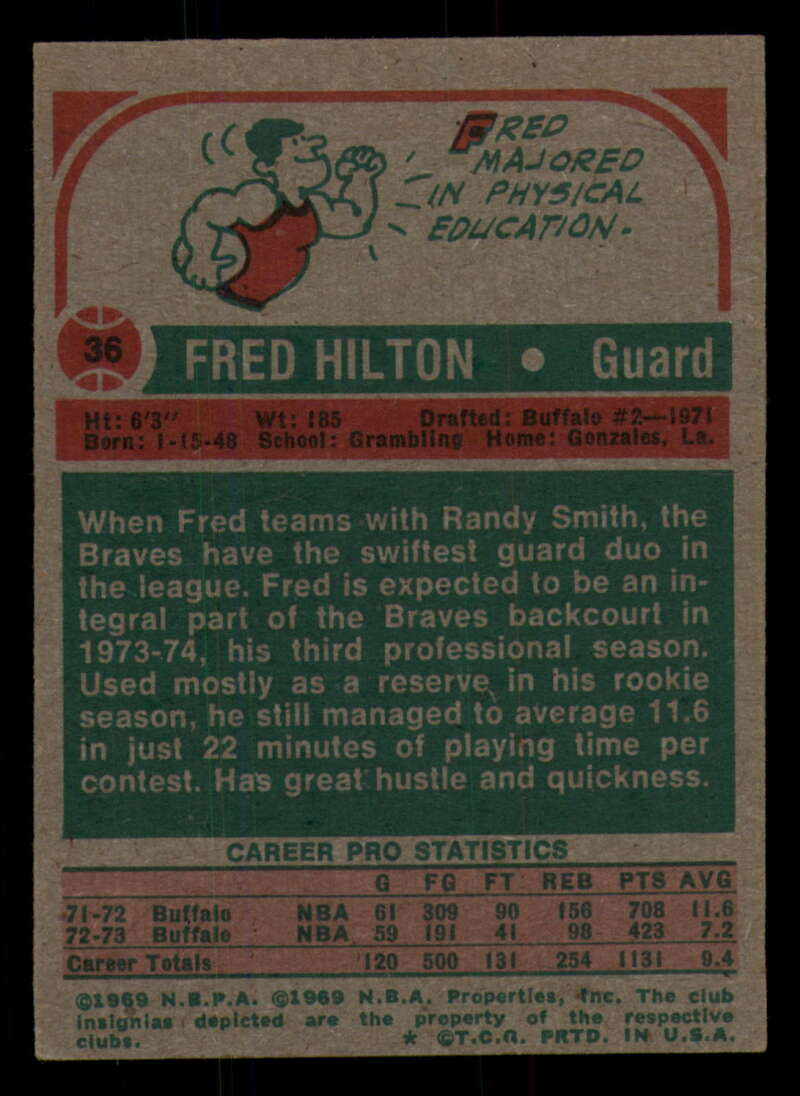 FRED
MAJORED
IN PHYSICAL
EDUCATION.
36
FRED HILTON • Guard
Ht: 6'3" Wt: 185 Drafted: Buffalo #2—1971
Born: 1-15-48 School: Grambling Home: Gonzales, La.
When Fred teams with Randy Smith, the
Braves have the swiftest guard duo in
the league. Fred is expected to be an in-
tegral part of the Braves backcourt in
1973-74, his third professional season.
Used mostly as a reserve in his rookie
season, he still managed to average 11.6
in just 22 minutes of playing time per
contest. Has great hustle and quickness.
CAREER PRO STATISTICS
G FG FT REB PTS AVG
71-72 Buffalo NBA 61 309 90 156 708 11.6
72-73 Buffalo NBA 59 191 41 98 423 7.2
Career Totals 120 500 131 254 1131 9.4
©1969 N.B.P.A. ©1969 N.B.A. Properties, Inc. The club
insignias depicted are the property of the respective
clubs. * ©T.C.G. PRTD. IN U.S.A.